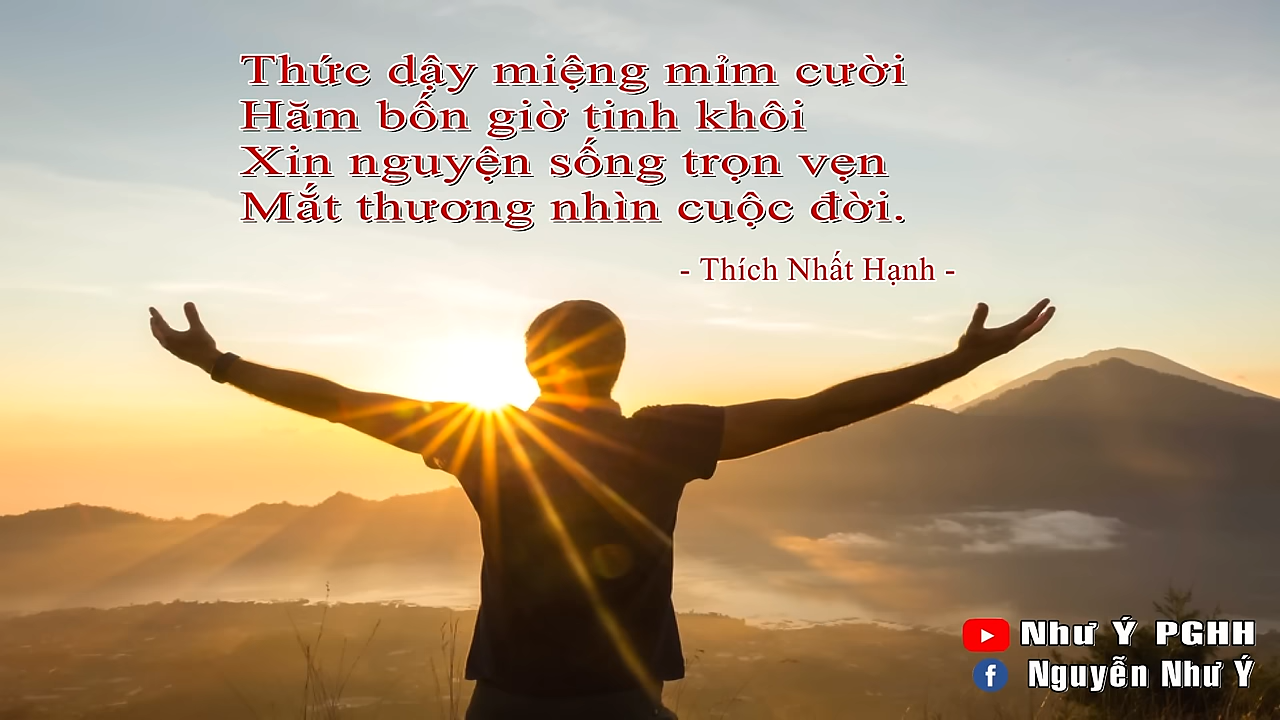 Thức dậy miệng mỉm cười
Hăm bốn giờ tinh khôi
Xin nguyện sống trọn vẹn
Mắt thương nhìn cuộc đời.
- Thích Nhất Hạnh -
Như Ý PGHH
Nguyễn Như Ý